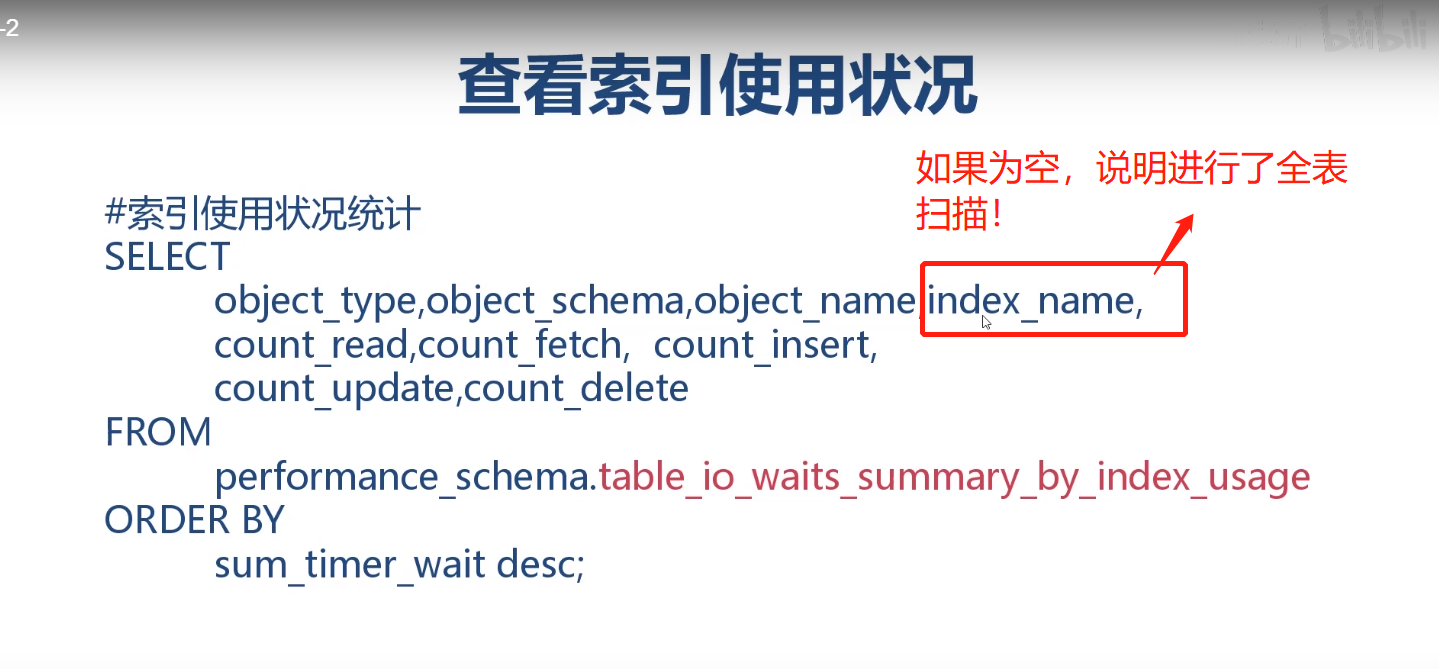 -2
bilibili
查看索引使用状况
如果为空，说明进行了全表
扫描！
#索引使用状况统计
SELECT
object_type,object_schema,object_name,index_name,
count_read,count_fetch, count_insert,
count_update,count_delete
FROM
performance_schema.table_io_waits_summary_by_index_usage
ORDER BY
sum_timer_wait desc;